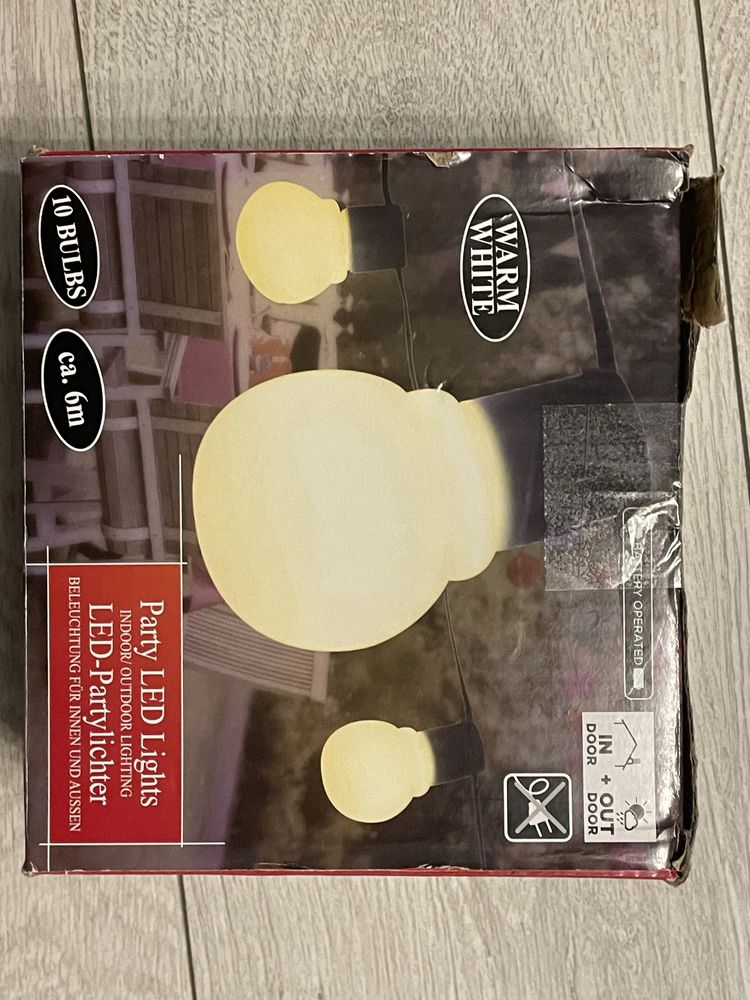 WARM
WHITE
BATTERY OPERATED
IN + OUT
DOOR DOOR
10 BULBS
ca. 6m
Party LED Lights
INDOOR/ OUTDOOR LIGHTING
LED-Partylichter
BELEUCHTUNG FÜR INNEN UND AUSSEN